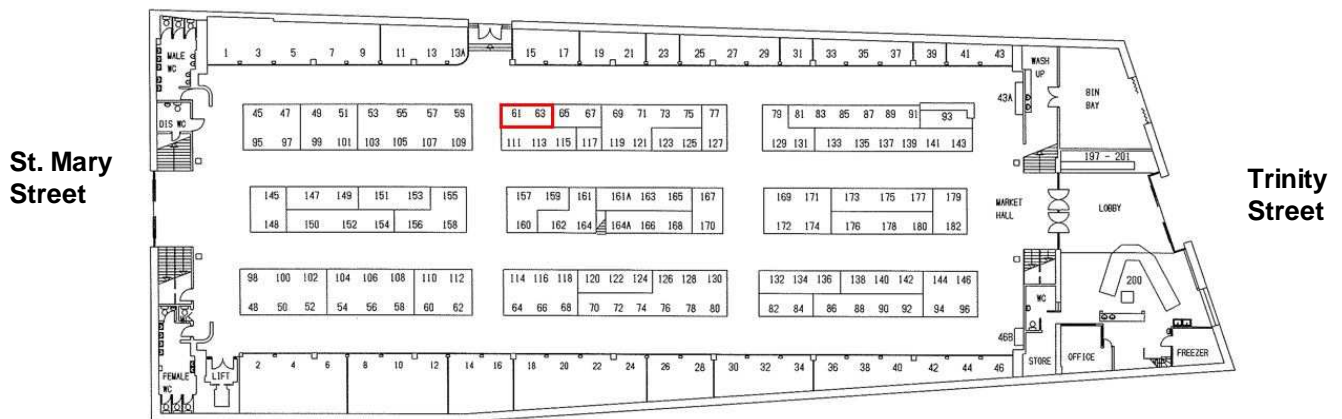 1 3 5 7 9 11 13 13A 15 17 19 21 23 25 27 29 31 33 35 37 39 41 43
MALE WC
WASH UP
43A
BIN BAY
DIS WC
45 47 49 51 53 55 57 59 61 63 65 67 69 71 73 75 77 79 81 83 85 87 89 91 93
95 97 99 101 103 105 107 109 111 113 115 117 119 121 123 125 127 129 131 133 135 137 139 141 143
197 - 201
St. Mary
Street
Trinity
Street
145 147 149 151 153 155 157 159 161 161A 163 165 167 169 171 173 175 177 179
MARKET
HALL
LOBBY
148 150 152 154 156 158 160 162 164 164A 166 168 170 172 174 176 178 180 182
98 100 102 104 106 108 110 112 114 116 118 120 122 124 126 128 130 132 134 136 138 140 142 144 146
200
48 50 52 54 56 58 60 62 64 66 68 70 72 74 76 78 80 82 84 86 88 90 92 94 96
WC
46B
STORE
OFFICE
FREEZER
FEMALE
WC
LIFT
2 4 6 8 10 12 14 16 18 20 22 24 26 28 30 32 34 36 38 40 42 44 46